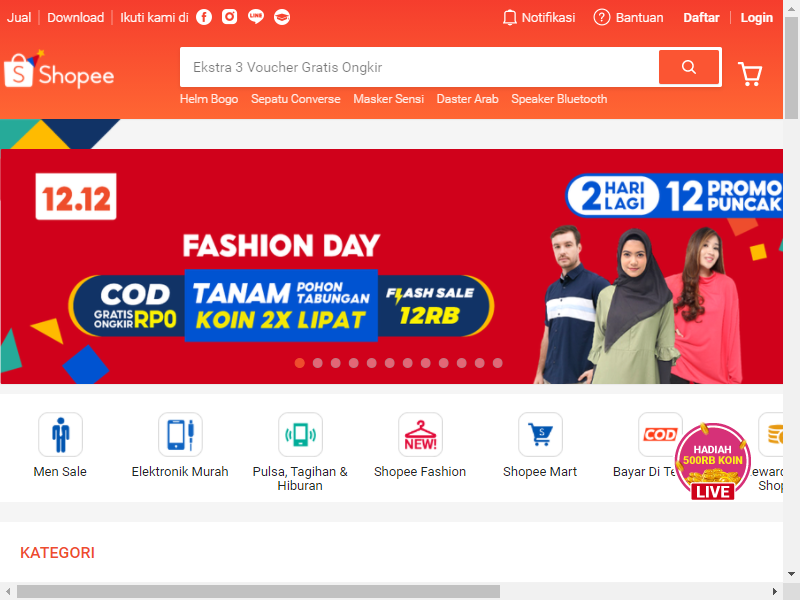 Jual Download Ikuti kami di
LINE
Notifikasi
Bantuan
Daftar
Login
S Shopee
Ekstra 3 Voucher Gratis Ongkir
Helm Bogo Sepatu Converse Masker Sensi Daster Arab Speaker Bluetooth
12.12
2 HARI LAGI 12 PROMO PUNCAK
FASHION DAY
COD
GRATIS ONGKIR RP0
TANAM POHON TABUNGAN
KOIN 2X LIPAT
FLASH SALE
12RB
Men Sale
Elektronik Murah
Pulsa, Tagihan &
Hiburan
NEW!
Shopee Fashion
S
Shopee Mart
COD
Bayar Di
HADIAH
500RB KOIN
LIVE
KATEGORI